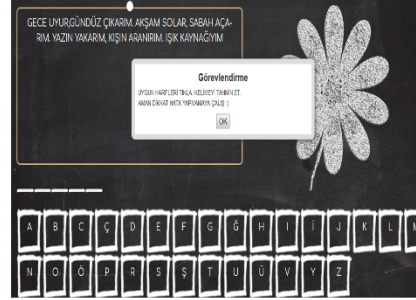 GECE UYUR,GÜNDÜZ ÇIKARIM. AKŞAM SOLAR, SABAH AÇA-
RIM. YAZIN YAKARIM, KIŞIN ARANIRIM. IŞIK KAYNAĞIYIM
Görevlendirme
UYGUN HARFLERİ TIKLA, KELİMEYİ TAHMİN ET.
AMAN DİKKAT HATA YAPMAMAYA ÇALIŞ :)
OK
A B C Ç D E F G Ğ H I İ J K L M
N O Ö P R S Ş T U Ü V Y Z